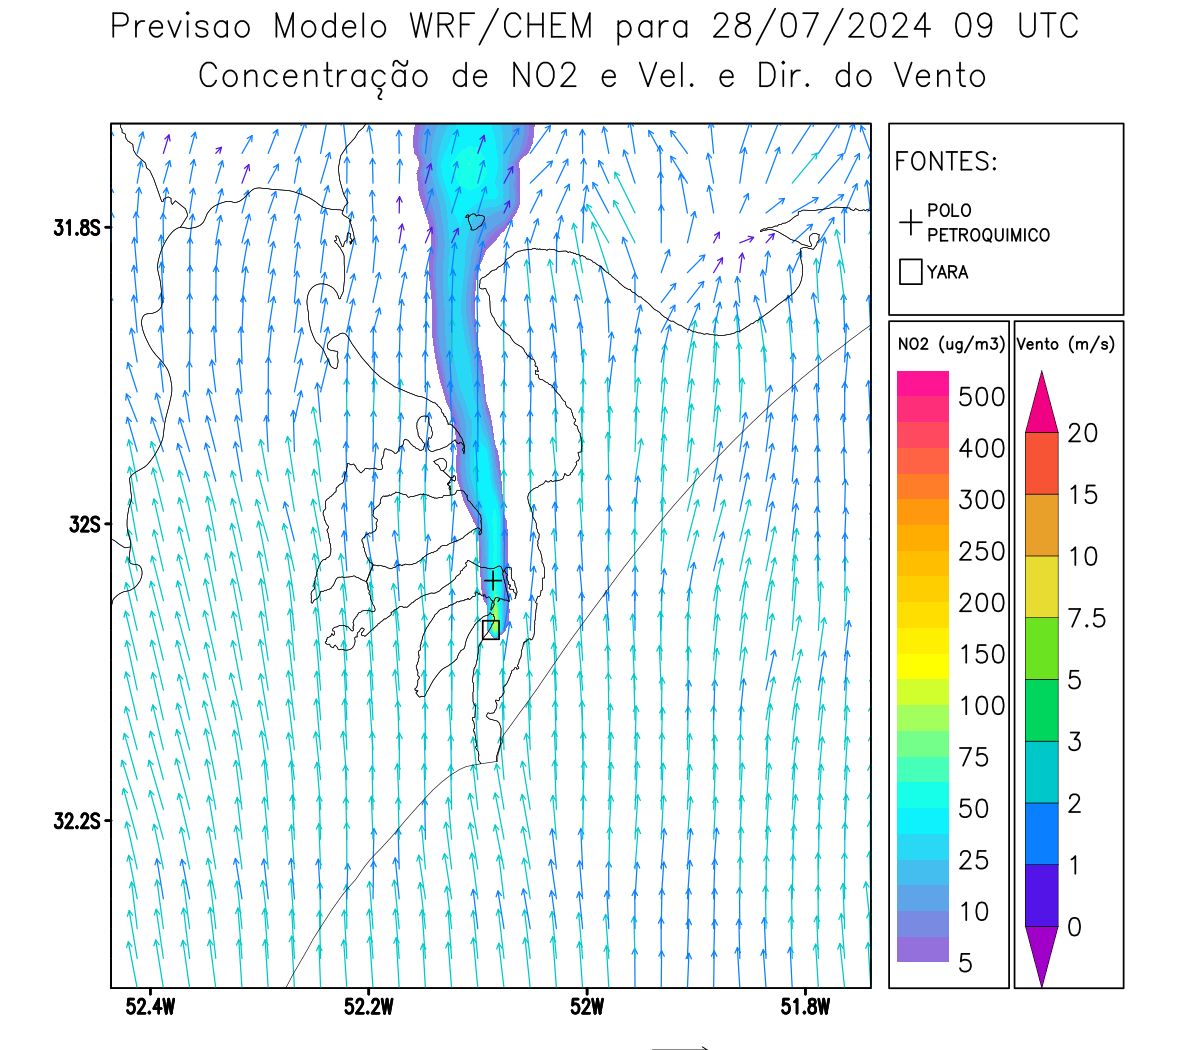 Previsao Modelo WRF/CHEM para 28/07/2024 09 UTC
Concentração de NO2 e Vel. e Dir. do Vento
FONTES:
POLO
PETROQUIMICO
YARA
NO2 (ug/m3)
500
400
300
250
200
150
100
75
50
25
10
5
Vento (m/s)
20
15
10
7.5
5
3
2
1
0
31.8S
32S
32.2S
52.4W
52.2W
52W
51.8W